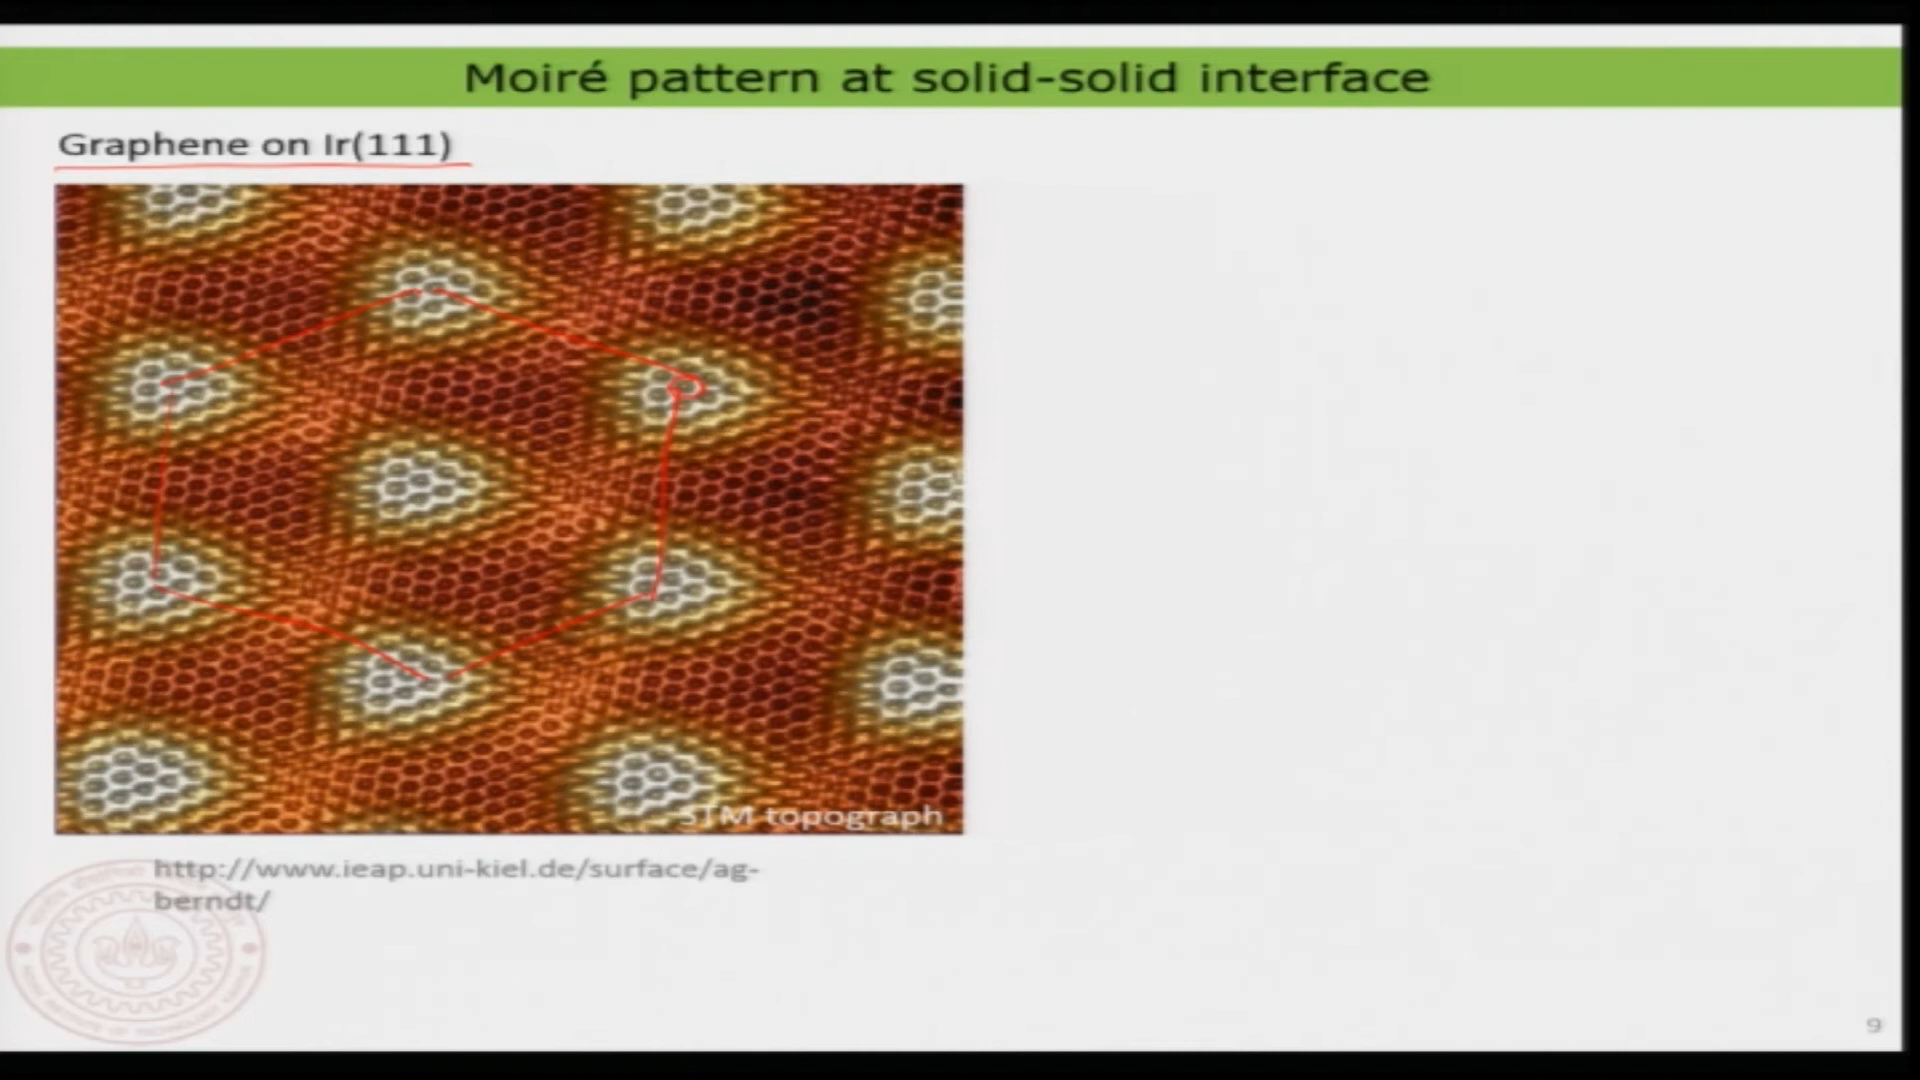 Moiré pattern at solid-solid interface
Graphene on Ir(111)
STM topograph
http://www.ieap.uni-kiel.de/surface/ag-
berndt/
9